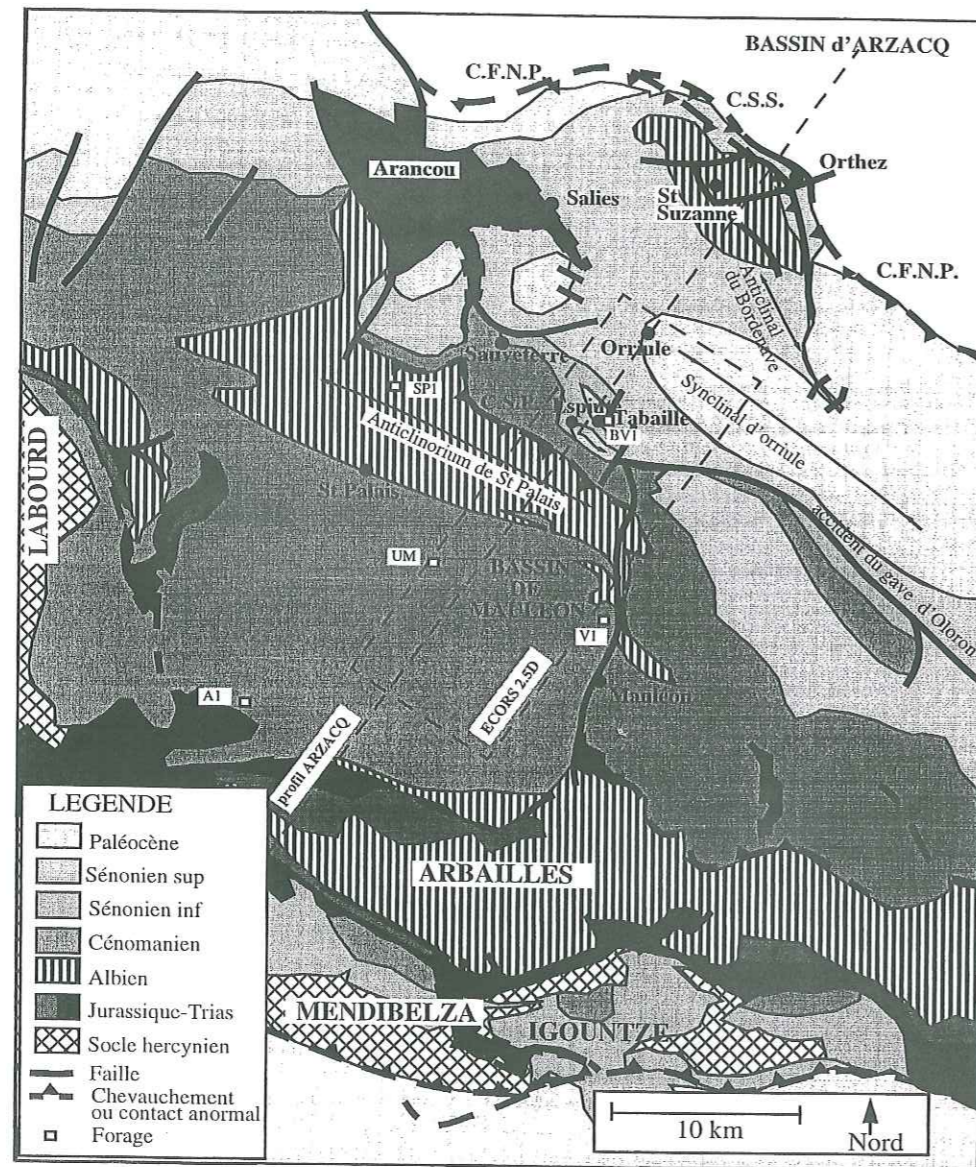 BASSIN d'ARZACQ
C.F.N.P.
C.S.S.
Orthez
Arancou
Salies
St
Suzanne
C.F.N.P.
Anticlinal
du Bordeneve
Sauveterre
Orriule
SP1
C.S.P.
Tabaille
BV1
Synclinal d'orriule
Anticlinorium de St Palais
St Palais
LABOURD
UM
BASSIN
DE
MAULEON
accident du gave d'Oloron
V1
Mauleon
A1
ECORS 2.5D
profil ARZACQ
ARBAILLES
MENDIBELZA
IGOUNTZE
LEGENDE
Paléocène
Sénonien sup
Sénonien inf
Cénomanien
Albien
Jurassique-Trias
Socle hercynien
Faille
Chevauchement
ou contact anormal
Forage
10 km
Nord